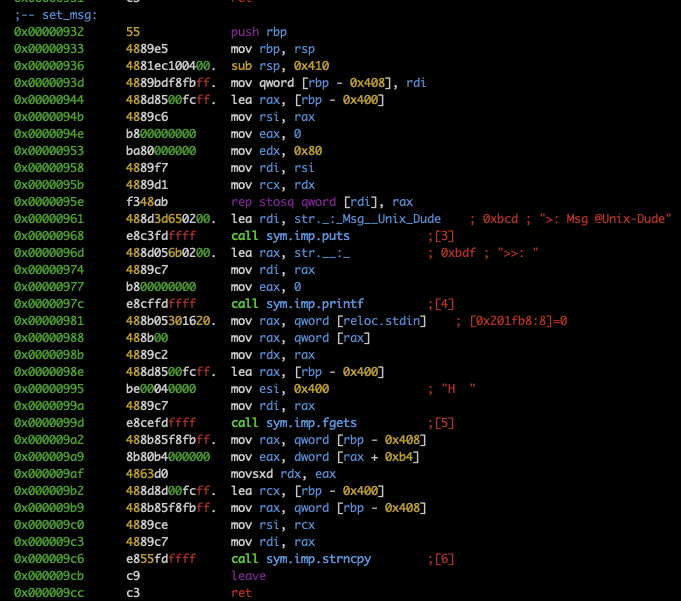 ret
;-- set_msg:
0x00000932 55 push rbp
0x00000933 4889e5 mov rbp, rsp
0x00000936 4881ec100400. sub rsp, 0x410
0x0000093d 4889bdf8fbff. mov qword [rbp - 0x408], rdi
0x00000944 488d8500fcff. lea rax, [rbp - 0x400]
0x0000094b 4889c6 mov rsi, rax
0x0000094e b800000000 mov eax, 0
0x00000953 ba80000000 mov edx, 0x80
0x00000958 4889f7 mov rdi, rsi
0x0000095b 4889d1 mov rcx, rdx
0x0000095e f348ab rep stosq qword [rdi], rax
0x00000961 488d3d650200. lea rdi, str._:_Msg__Unix_Dude ; 0xbcd ; ">: Msg @Unix-Dude"
0x00000968 e8c3fdffff call sym.imp.puts ;[3]
0x0000096d 488d056b0200. lea rax, str.__:_ ; 0xbdf ; ">>: "
0x00000974 4889c7 mov rdi, rax
0x00000977 b800000000 mov eax, 0
0x0000097c e8cffdffff call sym.imp.printf ;[4]
0x00000981 488b05301620. mov rax, qword [reloc.stdin] ; [0x201fb8:8]=0
0x00000988 488b00 mov rax, qword [rax]
0x0000098b 4889c2 mov rdx, rax
0x0000098e 488d8500fcff. lea rax, [rbp - 0x400]
0x00000995 be00040000 mov esi, 0x400 ; "H  "
0x0000099a 4889c7 mov rdi, rax
0x0000099d e8cefdffff call sym.imp.fgets ;[5]
0x000009a2 488b85f8fbff. mov rax, qword [rbp - 0x408]
0x000009a9 8b80b4000000 mov eax, dword [rax + 0xb4]
0x000009af 4863d0 movsxd rdx, eax
0x000009b2 488d8d00fcff. lea rcx, [rbp - 0x400]
0x000009b9 488b85f8fbff. mov rax, qword [rbp - 0x408]
0x000009c0 4889ce mov rsi, rcx
0x000009c3 4889c7 mov rdi, rax
0x000009c6 e855fdffff call sym.imp.strncpy ;[6]
0x000009cb c9 leave
0x000009cc c3 ret